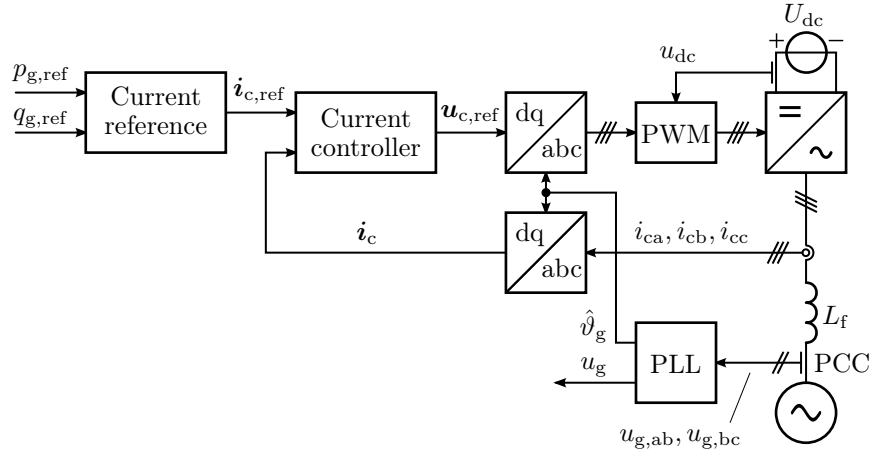 U_dc
+ −
p_g,ref
q_g,ref
Current
reference
i_c,ref
Current
controller
u_c,ref
dq
abc
PWM
u_dc
=
~
i_c
dq
abc
i_ca, i_cb, i_cc
L_f
ϑ̂_g
u_g
PLL
PCC
~
u_g,ab, u_g,bc